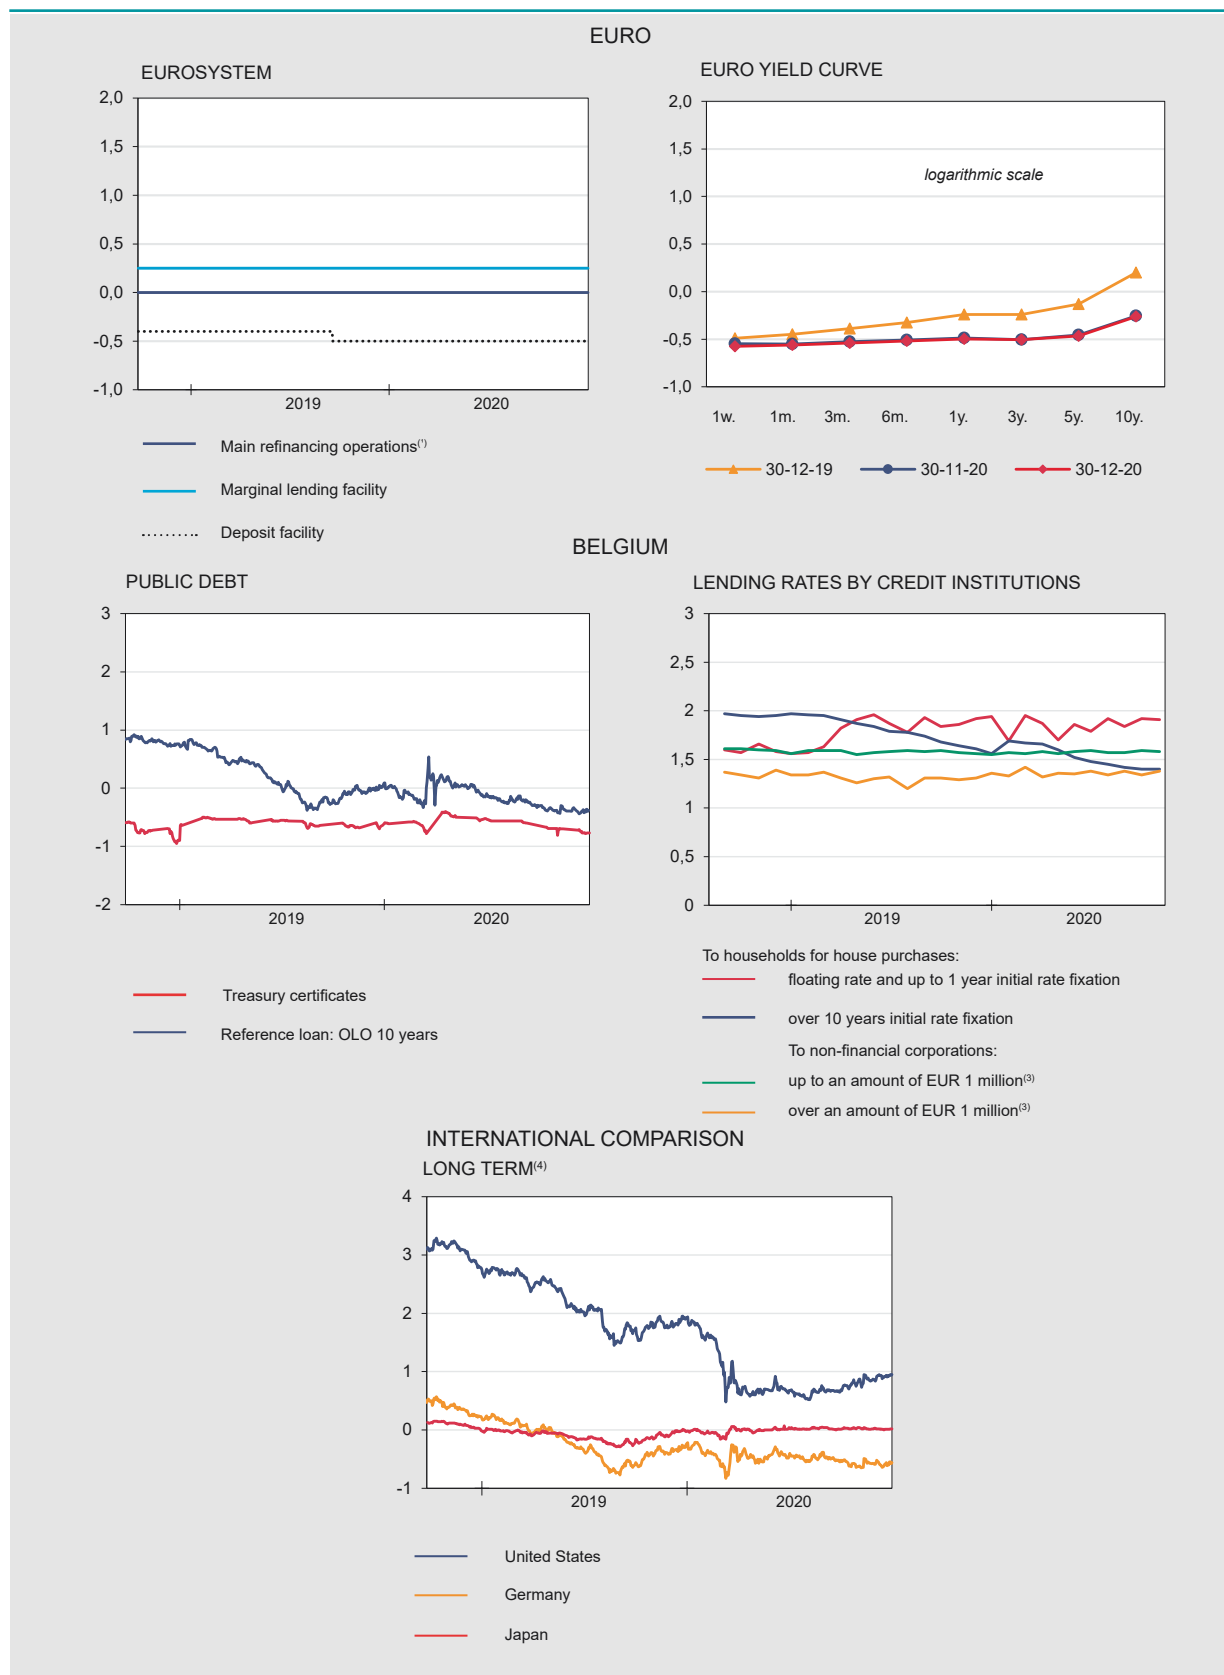 EURO
EUROSYSTEM
2,0
1,5
1,0
0,5
0,0
-0,5
-1,0
2019
2020
Main refinancing operations(¹)
Marginal lending facility
Deposit facility
EURO YIELD CURVE
2,0
1,5
1,0
0,5
0,0
-0,5
-1,0
logarithmic scale
1w. 1m. 3m. 6m. 1y. 3y. 5y. 10y.
30-12-19 30-11-20 30-12-20
BELGIUM
PUBLIC DEBT
3
2
1
0
-1
-2
2019
2020
Treasury certificates
Reference loan: OLO 10 years
LENDING RATES BY CREDIT INSTITUTIONS
3
2,5
2
1,5
1
0,5
0
2019
2020
To households for house purchases:
floating rate and up to 1 year initial rate fixation
over 10 years initial rate fixation
To non-financial corporations:
up to an amount of EUR 1 million(3)
over an amount of EUR 1 million(3)
INTERNATIONAL COMPARISON
LONG TERM(4)
4
3
2
1
0
-1
2019
2020
United States
Germany
Japan